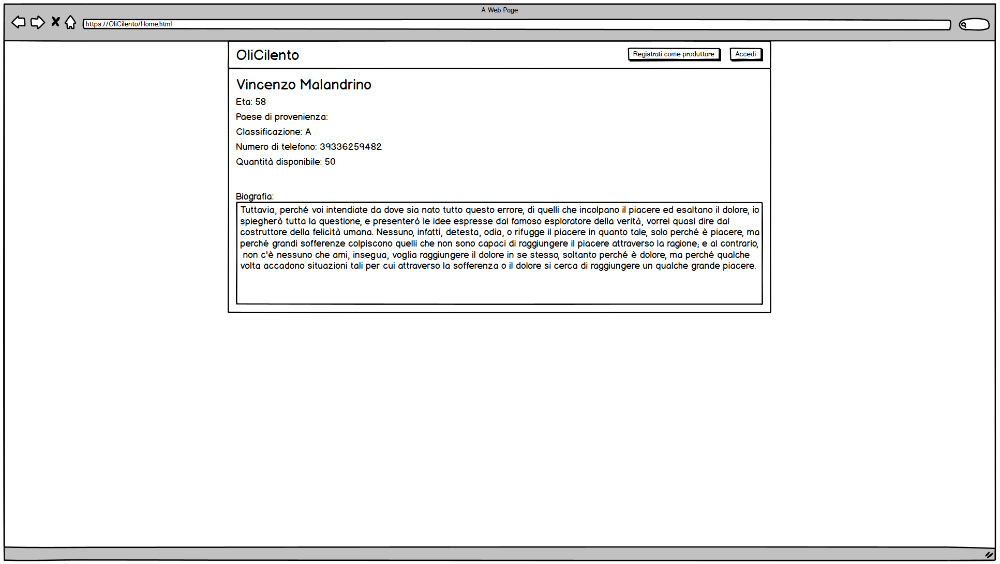 A Web Page
https://OliCilento/Home.html
OliCilento
Registrati come produttore
Accedi
Vincenzo Malandrino
Eta: 58
Paese di provenienza:
Classificazione: A
Numero di telefono: 39336259482
Quantità disponibile: 50
Biografia:
Tuttavia, perché voi intendiate da dove sia nato tutto questo errore, di quelli che incolpano il piacere ed esaltano il dolore, io
spiegherò tutta la questione, e presenterò le idee espresse dal famoso esploratore della verità, vorrei quasi dire dal
costruttore della felicità umana. Nessuno, infatti, detesta, odia, o rifugge il piacere in quanto tale, solo perché è piacere, ma
perché grandi sofferenze colpiscono quelli che non sono capaci di raggiungere il piacere attraverso la ragione; e al contrario,
non c'è nessuno che ami, insegua, voglia raggiungere il dolore in se stesso, soltanto perché è dolore, ma perché qualche
volta accadono situazioni tali per cui attraverso la sofferenza o il dolore si cerca di raggiungere un qualche grande piacere.